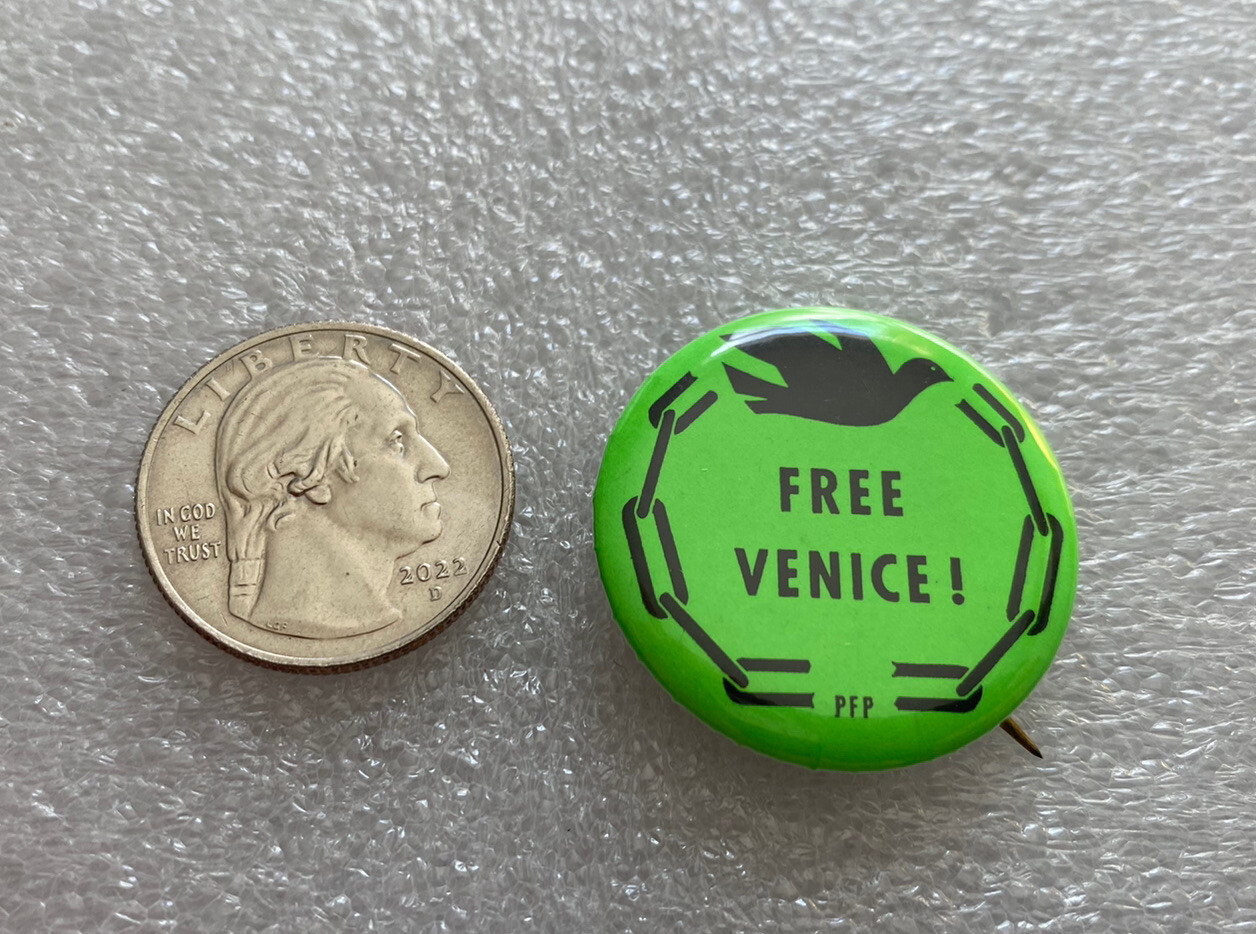 LIBERTY
IN GOD
WE
TRUST
2022
D
FREE
VENICE!
PFP